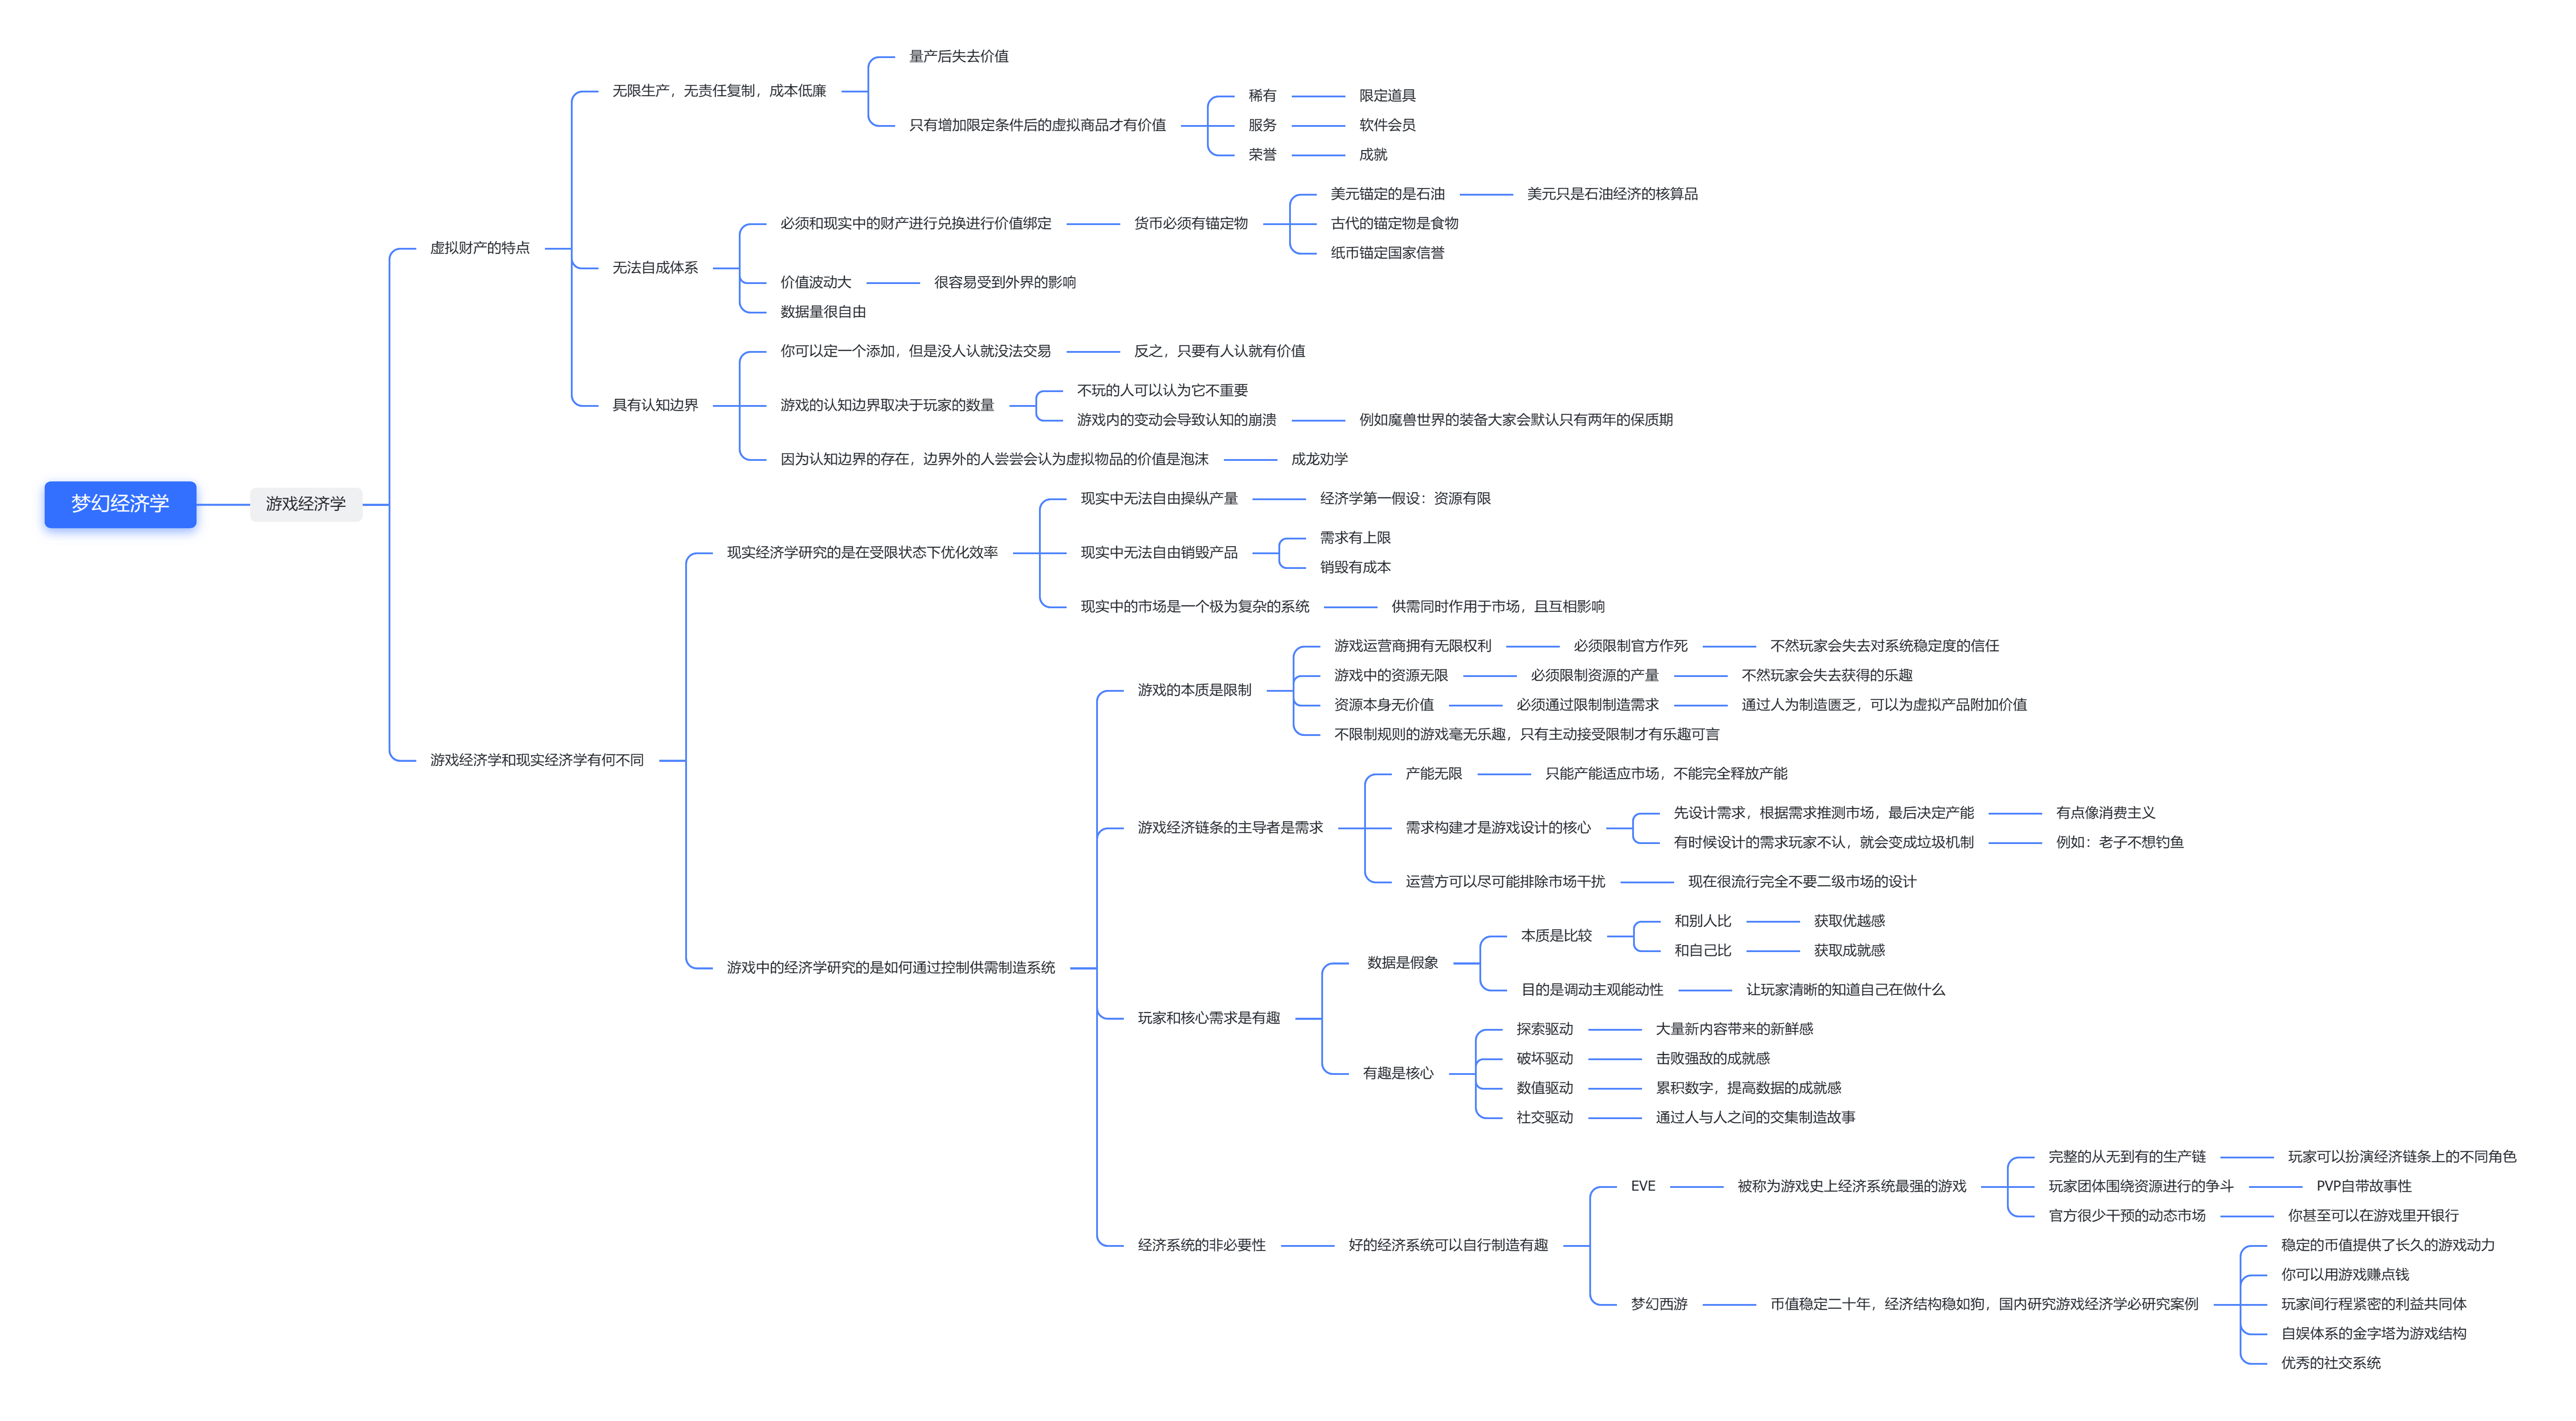 梦幻经济学
游戏经济学
虚拟财产的特点
无限生产，无责任复制，成本低廉
量产后失去价值
只有增加限定条件后的虚拟商品才有价值
稀有
限定道具
服务
软件会员
荣誉
成就
无法自成体系
必须和现实中的财产进行兑换进行价值绑定
货币必须有锚定物
美元锚定的是石油
美元只是石油经济的核算品
古代的锚定物是食物
纸币锚定国家信誉
价值波动大
很容易受到外界的影响
数据量很自由
具有认知边界
你可以定一个添加，但是没人认就没法交易
反之，只要有人认就有价值
游戏的认知边界取决于玩家的数量
不玩的人可以认为它不重要
游戏内的变动会导致认知的崩溃
例如魔兽世界的装备大家会默认只有两年的保质期
因为认知边界的存在，边界外的人尝尝会认为虚拟物品的价值是泡沫
成龙劝学
游戏经济学和现实经济学有何不同
现实经济学研究的是在受限状态下优化效率
现实中无法自由操纵产量
经济学第一假设：资源有限
现实中无法自由销毁产品
需求有上限
销毁有成本
现实中的市场是一个极为复杂的系统
供需同时作用于市场，且互相影响
游戏中的经济学研究的是如何通过控制供需制造系统
游戏的本质是限制
游戏运营商拥有无限权利
必须限制官方作死
不然玩家会失去对系统稳定度的信任
游戏中的资源无限
必须限制资源的产量
不然玩家会失去获得的乐趣
资源本身无价值
必须通过限制制造需求
通过人为制造匮乏，可以为虚拟产品附加价值
不限制规则的游戏毫无乐趣，只有主动接受限制才有乐趣可言
游戏经济链条的主导者是需求
产能无限
只能产能适应市场，不能完全释放产能
需求构建才是游戏设计的核心
先设计需求，根据需求推测市场，最后决定产能
有点像消费主义
有时候设计的需求玩家不认，就会变成垃圾机制
例如：老子不想钓鱼
运营方可以尽可能排除市场干扰
现在很流行完全不要二级市场的设计
玩家和核心需求是有趣
数据是假象
本质是比较
和别人比
获取优越感
和自己比
获取成就感
目的是调动主观能动性
让玩家清晰的知道自己在做什么
有趣是核心
探索驱动
大量新内容带来的新鲜感
破坏驱动
击败强敌的成就感
数值驱动
累积数字，提高数据的成就感
社交驱动
通过人与人之间的交集制造故事
经济系统的非必要性
好的经济系统可以自行制造有趣
EVE
被称为游戏史上经济系统最强的游戏
完整的从无到有的生产链
玩家可以扮演经济链条上的不同角色
玩家团体围绕资源进行的争斗
PVP自带故事性
官方很少干预的动态市场
你甚至可以在游戏里开银行
梦幻西游
币值稳定二十年，经济结构稳如狗，国内研究游戏经济学必研究案例
稳定的币值提供了长久的游戏动力
你可以用游戏赚点钱
玩家间行程紧密的利益共同体
自娱体系的金字塔为游戏结构
优秀的社交系统